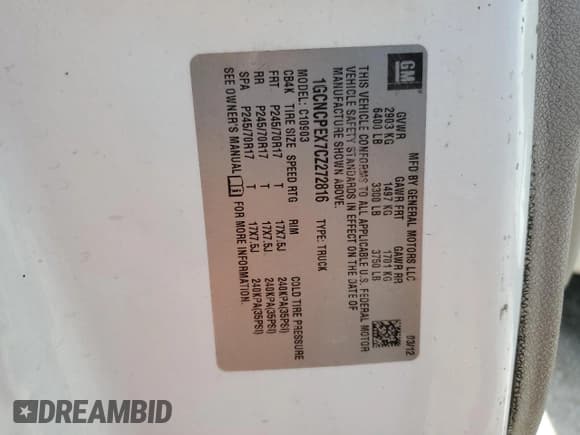 GM
MFD BY GENERAL MOTORS LLC
03/12
GVWR GAWR FRT GAWR RR
2903 KG 1497 KG 1701 KG
6400 LB 3300 LB 3750 LB
THIS VEHICLE CONFORMS TO ALL APPLICABLE U.S. FEDERAL MOTOR
VEHICLE SAFETY STANDARDS IN EFFECT ON THE DATE OF
MANUFACTURE SHOWN ABOVE.
1GCNCPEX7CZ272816 TYPE: TRUCK
MODEL: C10903
CB4K TIRE SIZE SPEED RTG RIM COLD TIRE PRESSURE
FRT P245/70R17 T 17X7.5J 240KPA(35PSI)
RR P245/70R17 T 17X7.5J 240KPA(35PSI)
SPA P245/70R17 T 17X7.5J 240KPA(35PSI)
SEE OWNER'S MANUAL FOR MORE INFORMATION.
DREAMBID